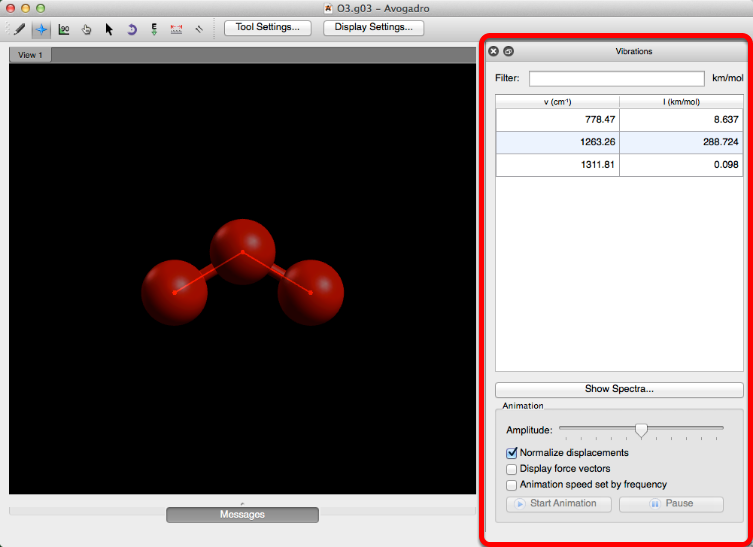 O3.g03 – Avogadro
90 E Tool Settings... Display Settings...
View 1
Vibrations
Filter: km/mol
v (cm⁻¹) I (km/mol)
778.47 8.637
1263.26 288.724
1311.81 0.098
Show Spectra...
Animation
Amplitude:
Normalize displacements
Display force vectors
Animation speed set by frequency
Start Animation Pause
Messages